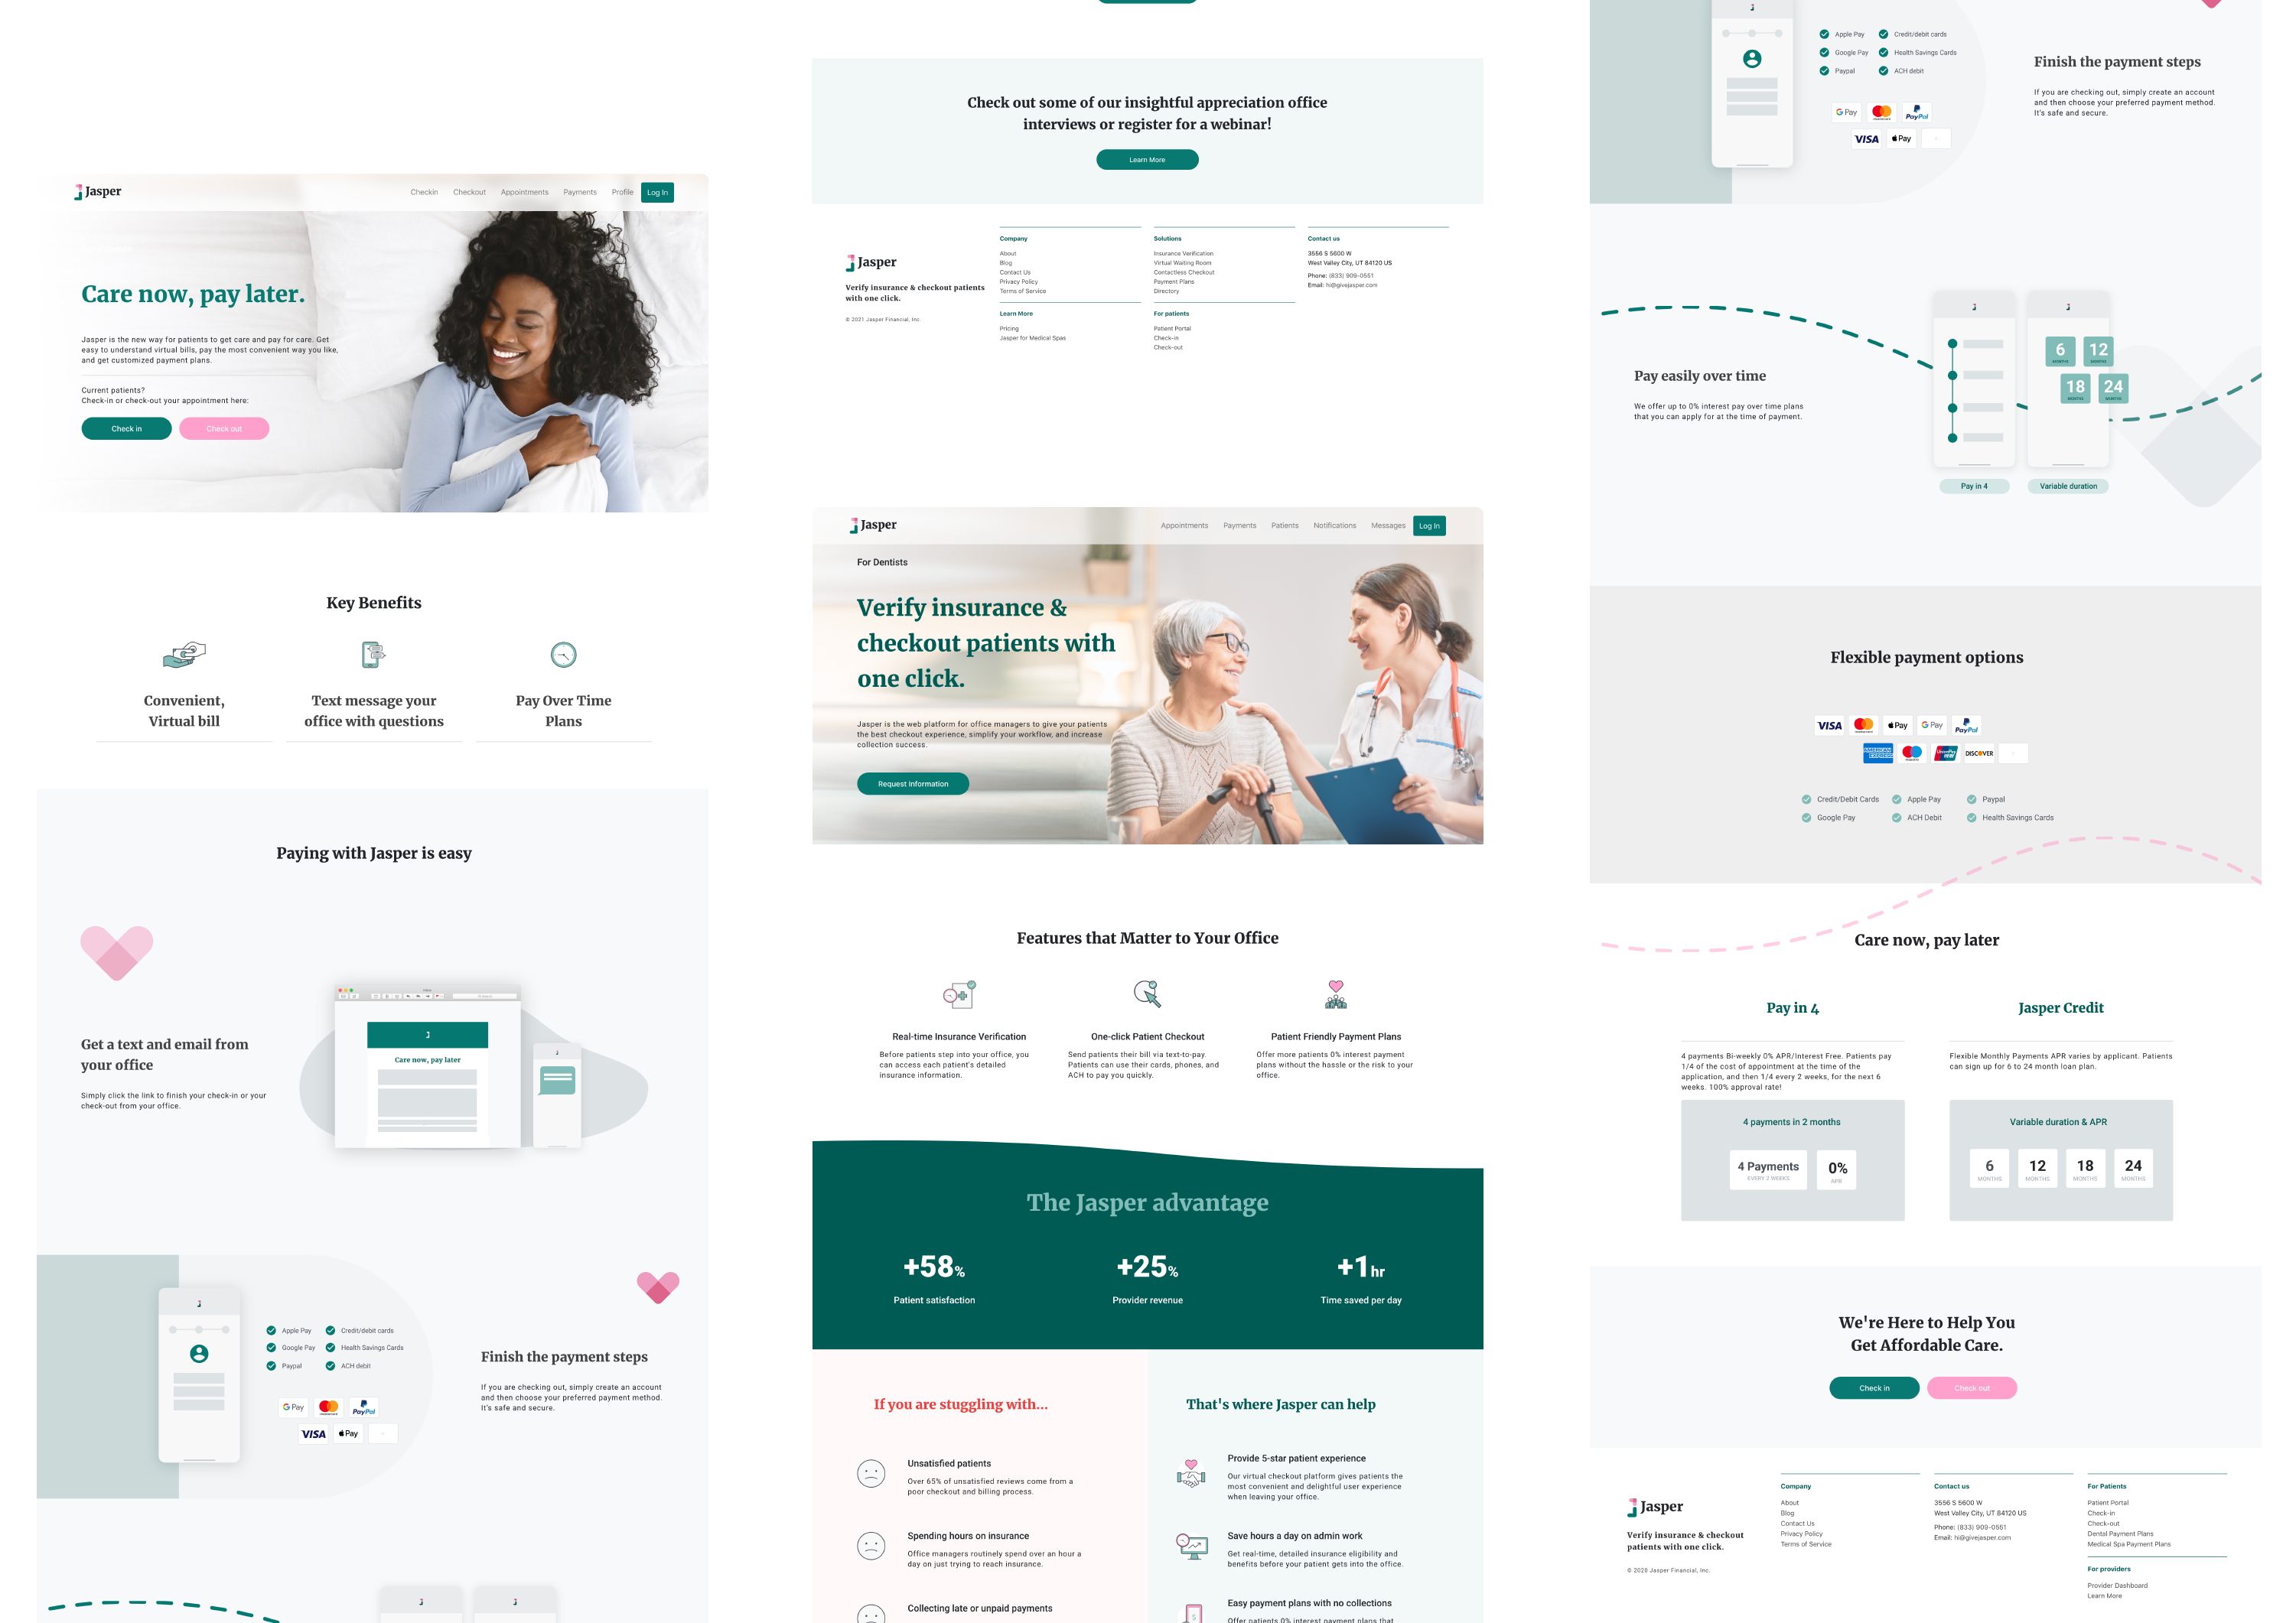 Jasper
Checkin Checkout Appointments Payments Profile Log In
Care now, pay later.
Jasper is the new way for patients to get care and pay for care. Get
easy to understand virtual bills, pay the most convenient way you like,
and get customized payment plans.
Current patients?
Check-in or check-out your appointment here:
Check in Check out
Key Benefits
Convenient,
Virtual bill
Text message your
office with questions
Pay Over Time
Plans
Paying with Jasper is easy
Get a text and email from
your office
Simply click the link to finish your check-in or your
check-out from your office.
Care now, pay later
Apple Pay Credit/debit cards
Google Pay Health Savings Cards
Paypal ACH debit
G Pay PayPal
VISA Pay
Finish the payment steps
If you are checking out, simply create an account
and then choose your preferred payment method.
It's safe and secure.
Check out some of our insightful appreciation office
interviews or register for a webinar!
Learn More
Jasper
Verify insurance & checkout patients
with one click.
© 2021 Jasper Financial, Inc.
Company
About
Blog
Contact Us
Privacy Policy
Terms of Service
Learn More
Pricing
Jasper for Medical Spas
Solutions
Insurance Verification
Virtual Waiting Room
Contactless Checkout
Payment Plans
Directory
For patients
Patient Portal
Check-in
Check-out
Contact us
3556 S 5600 W
West Valley City, UT 84120 US
Phone: (833) 909-0551
Email: hi@givejasper.com
Jasper
Appointments Payments Patients Notifications Messages Log In
For Dentists
Verify insurance &
checkout patients with
one click.
Jasper is the web platform for office managers to give your patients
the best checkout experience, simplify your workflow, and increase
collection success.
Request Information
Features that Matter to Your Office
Real-time Insurance Verification
Before patients step into your office, you
can access each patient's detailed
insurance information.
One-click Patient Checkout
Send patients their bill via text-to-pay.
Patients can use their cards, phones, and
ACH to pay you quickly.
Patient Friendly Payment Plans
Offer more patients 0% interest payment
plans without the hassle or the risk to your
office.
The Jasper advantage
+58%
Patient satisfaction
+25%
Provider revenue
+1hr
Time saved per day
If you are stuggling with...
Unsatisfied patients
Over 65% of unsatisfied reviews come from a
poor checkout and billing process.
Spending hours on insurance
Office managers routinely spend over an hour a
day on just trying to reach insurance.
Collecting late or unpaid payments
That's where Jasper can help
Provide 5-star patient experience
Our virtual checkout platform gives patients the
most convenient and delightful user experience
when leaving your office.
Save hours a day on admin work
Get real-time, detailed insurance eligibility and
benefits before your patient gets into the office.
Easy payment plans with no collections
Offer patients 0% interest payment plans that
Apple Pay Credit/debit cards
Google Pay Health Savings Cards
Paypal ACH debit
G Pay PayPal
VISA Pay
Finish the payment steps
If you are checking out, simply create an account
and then choose your preferred payment method.
It's safe and secure.
Pay easily over time
We offer up to 0% interest pay over time plans
that you can apply for at the time of payment.
6 MONTHS 12 MONTHS
18 MONTHS 24 MONTHS
Pay in 4 Variable duration
Flexible payment options
VISA Pay G Pay PayPal
AMERICAN EXPRESS UnionPay DISCOVER
Credit/Debit Cards Apple Pay Paypal
Google Pay ACH Debit Health Savings Cards
Care now, pay later
Pay in 4
4 payments Bi-weekly 0% APR/Interest Free. Patients pay
1/4 of the cost of appointment at the time of the
application, and then 1/4 every 2 weeks, for the next 6
weeks. 100% approval rate!
4 payments in 2 months
4 Payments
EVERY 2 WEEKS
0%
APR
Jasper Credit
Flexible Monthly Payments APR varies by applicant. Patients
can sign up for 6 to 24 month loan plan.
Variable duration & APR
6 12 18 24
MONTHS MONTHS MONTHS MONTHS
We're Here to Help You
Get Affordable Care.
Check in Check out
Jasper
Verify insurance & checkout
patients with one click.
© 2020 Jasper Financial, Inc.
Company
About
Blog
Contact Us
Privacy Policy
Terms of Service
Contact us
3556 S 5600 W
West Valley City, UT 84120 US
Phone: (833) 909-0551
Email: hi@givejasper.com
For Patients
Patient Portal
Check-in
Check-out
Dental Payment Plans
Medical Spa Payment Plans
For providers
Provider Dashboard
Learn More